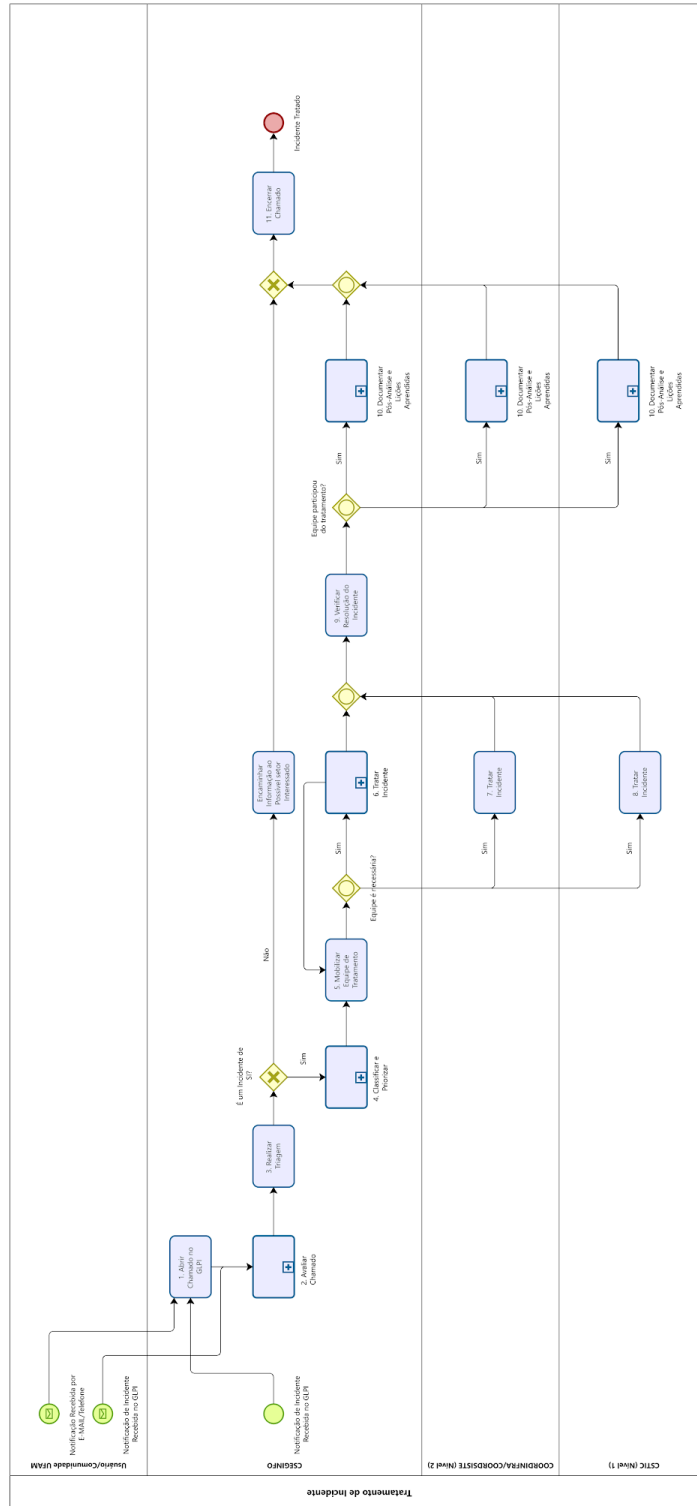 Tratamento de Incidente
Usuário/Comunidade UFAM
Notificação Recebida por
E-MAIL/Telefone
Notificação de Incidente
Recebida no GLPI
CSEGINFO
Notificação de Incidente
Recebida no GLPI
1. Abrir
Chamado no
GLPI
2. Avaliar
Chamado
3. Realizar
Triagem
É um Incidente de
SI?
Não
Sim
Encaminhar
Informação ao
Possível setor
Interessado
4. Classificar e
Priorizar
5. Mobilizar
Equipe de
Tratamento
Equipe é necessária?
Sim
6. Tratar
Incidente
9. Verificar
Resolução do
Incidente
Equipe participou
do tratamento?
Sim
10. Documentar
Pós-Análise e
Lições
Aprendidas
11. Encerrar
Chamado
Incidente Tratado
COORDINFRA/COORDSISTE (Nível 2)
Sim
7. Tratar
Incidente
Sim
10. Documentar
Pós-Análise e
Lições
Aprendidas
CSTIC (Nível 1)
Sim
8. Tratar
Incidente
Sim
10. Documentar
Pós-Análise e
Lições
Aprendidas